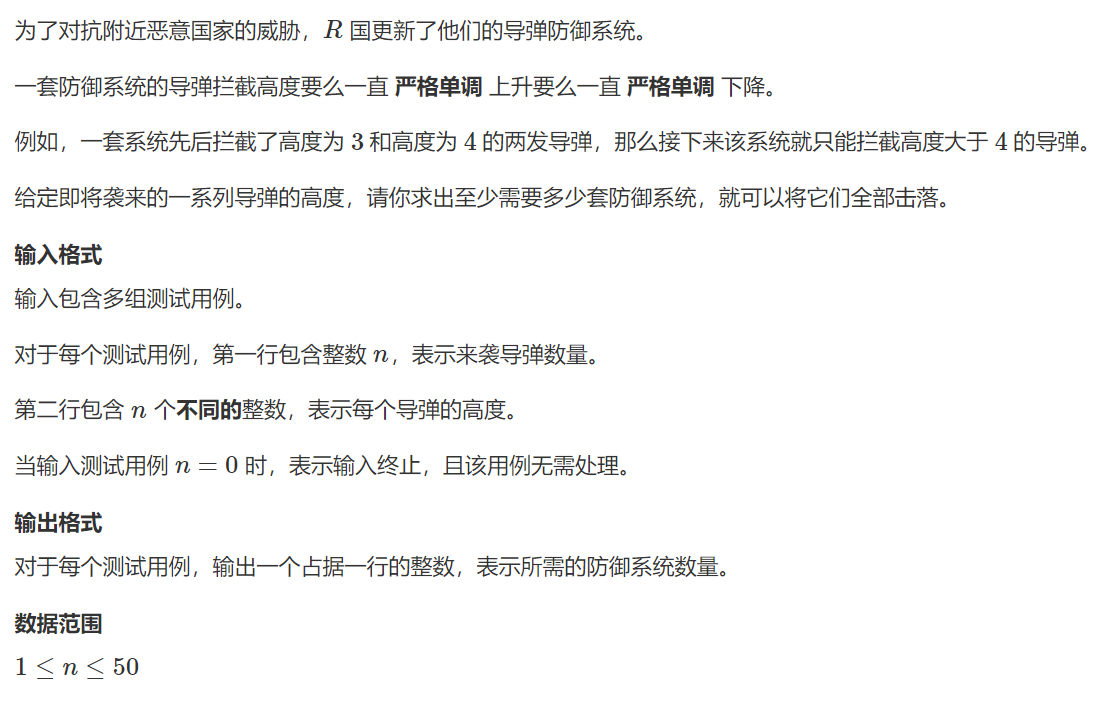 为了对抗附近恶意国家的威胁，R 国更新了他们的导弹防御系统。
一套防御系统的导弹拦截高度要么一直 严格单调 上升要么一直 严格单调 下降。
例如，一套系统先后拦截了高度为 3 和高度为 4 的两发导弹，那么接下来该系统就只能拦截高度大于 4 的导弹。
给定即将袭来的一系列导弹的高度，请你求出至少需要多少套防御系统，就可以将它们全部击落。
输入格式
输入包含多组测试用例。
对于每个测试用例，第一行包含整数 n，表示来袭导弹数量。
第二行包含 n 个不同的整数，表示每个导弹的高度。
当输入测试用例 n = 0 时，表示输入终止，且该用例无需处理。
输出格式
对于每个测试用例，输出一个占据一行的整数，表示所需的防御系统数量。
数据范围
1 ≤ n ≤ 50